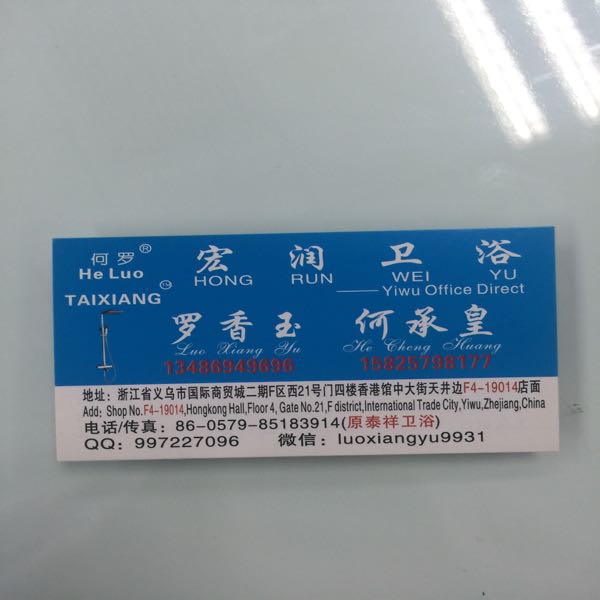 何罗®
He Luo
TAIXIANG™
宏润卫浴
HONG RUN WEI YU
——Yiwu Office Direct
罗香玉 何承皇
Luo Xiang Yu He Cheng Huang
13486949696 15825798177
地址：浙江省义乌市国际商贸城二期F区西21号门四楼香港馆中大街天井边F4-19014店面
Add: Shop No.F4-19014,Hongkong Hall,Floor 4, Gate No.21,F district,International Trade City,Yiwu,Zhejiang,China
电话/传真：86-0579-85183914(原泰祥卫浴)
QQ：997227096 微信：luoxiangyu9931